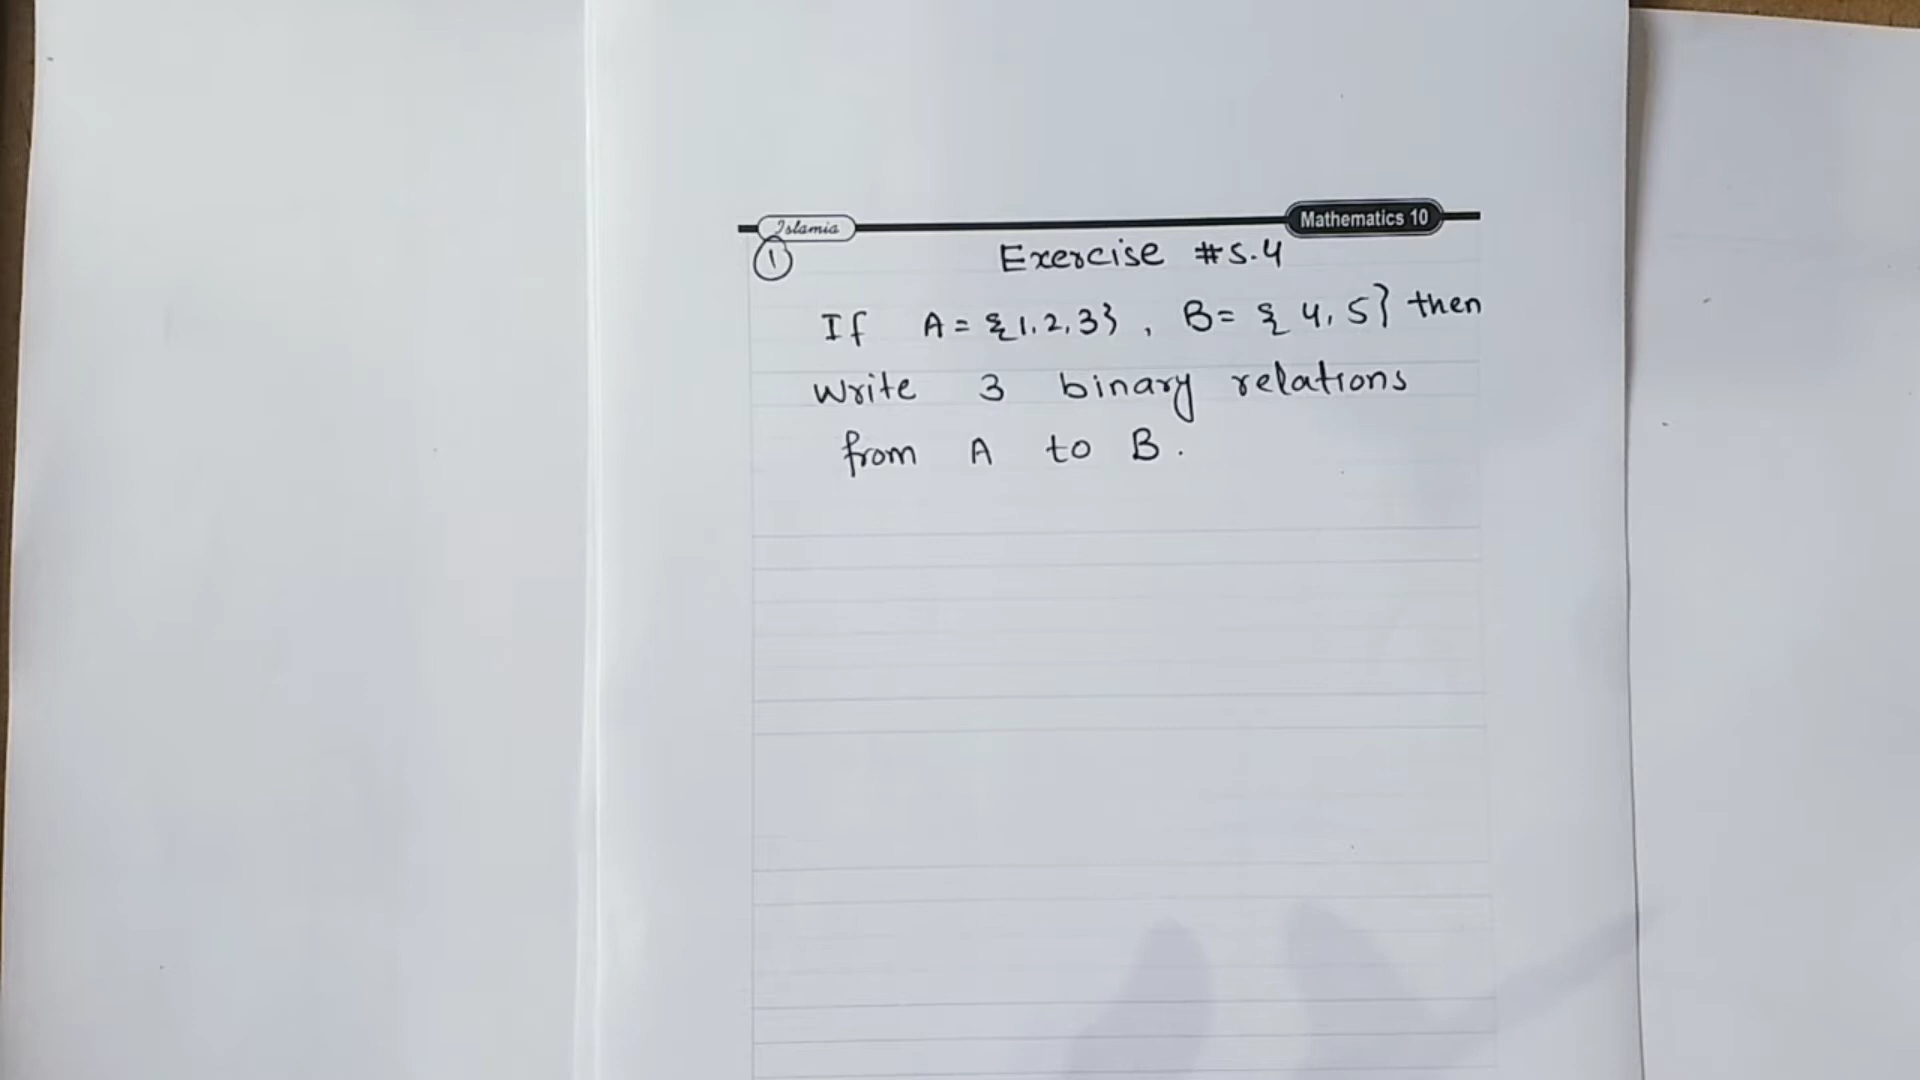 Islamia
Mathematics 10
1
Exercise #5.4
If A = {1,2,3} , B= { 4, 5} then
write 3 binary relations
from A to B.